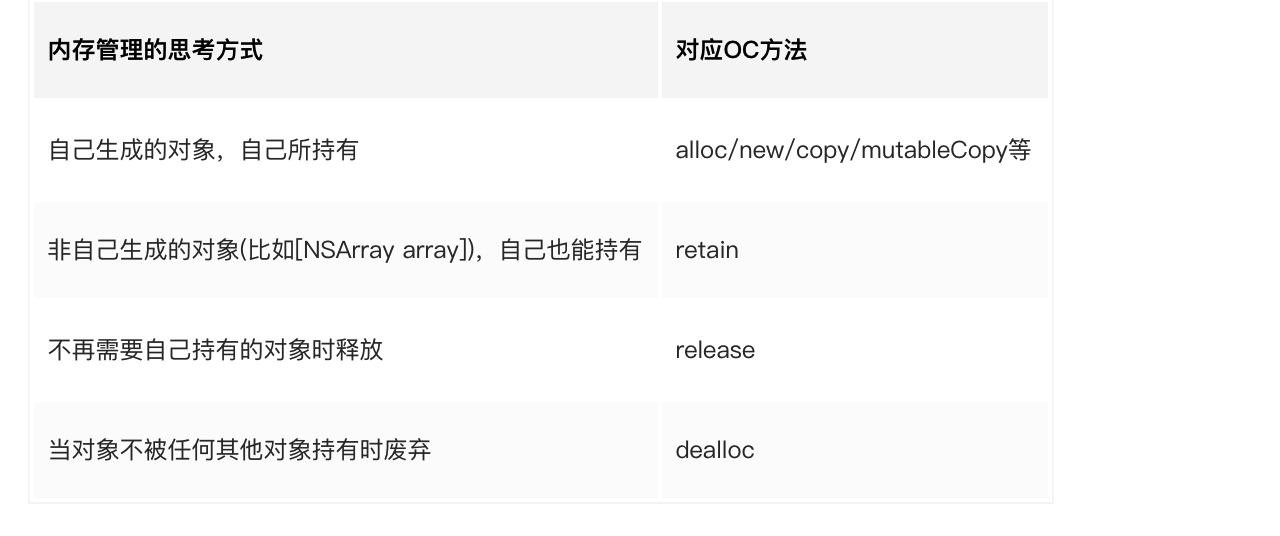 内存管理的思考方式 对应OC方法
自己生成的对象，自己所持有 alloc/new/copy/mutableCopy等
非自己生成的对象(比如[NSArray array])，自己也能持有 retain
不再需要自己持有的对象时释放 release
当对象不被任何其他对象持有时废弃 dealloc